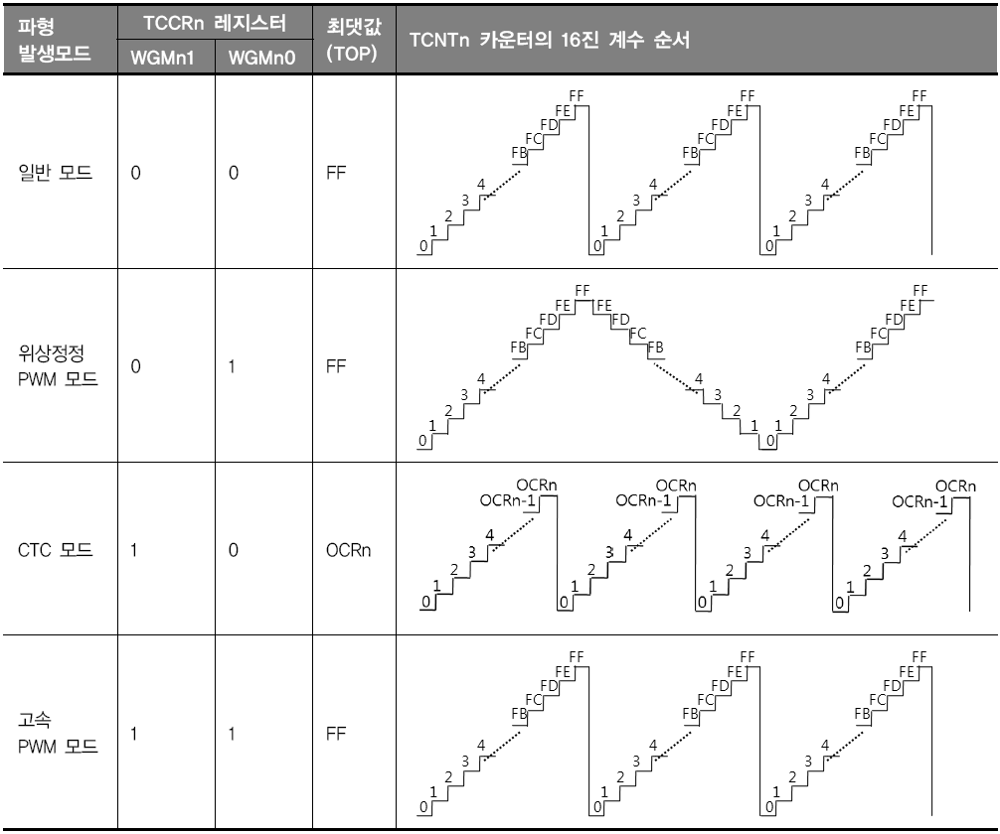 파형
발생모드
TCCRn 레지스터
WGMn1 WGMn0
최댓값
(TOP)
TCNTn 카운터의 16진 계수 순서
일반 모드 0 0 FF
0 1 2 3 4 FB FC FD FE FF 0 1 2 3 4 FB FC FD FE FF 0 1 2 3 4 FB FC FD FE FF
위상정정
PWM 모드
0 1 FF
0 1 2 3 4 FB FC FD FE FF FE FD FC FB 4 3 2 1 0 1 2 3 4 FB FC FD FE FF
CTC 모드 1 0 OCRn
0 1 2 3 4 OCRn-1 OCRn 0 1 2 3 4 OCRn-1 OCRn 0 1 2 3 4 OCRn-1 OCRn 0 1 2 3 4 OCRn-1 OCRn
고속
PWM 모드
1 1 FF
0 1 2 3 4 FB FC FD FE FF 0 1 2 3 4 FB FC FD FE FF 0 1 2 3 4 FB FC FD FE FF